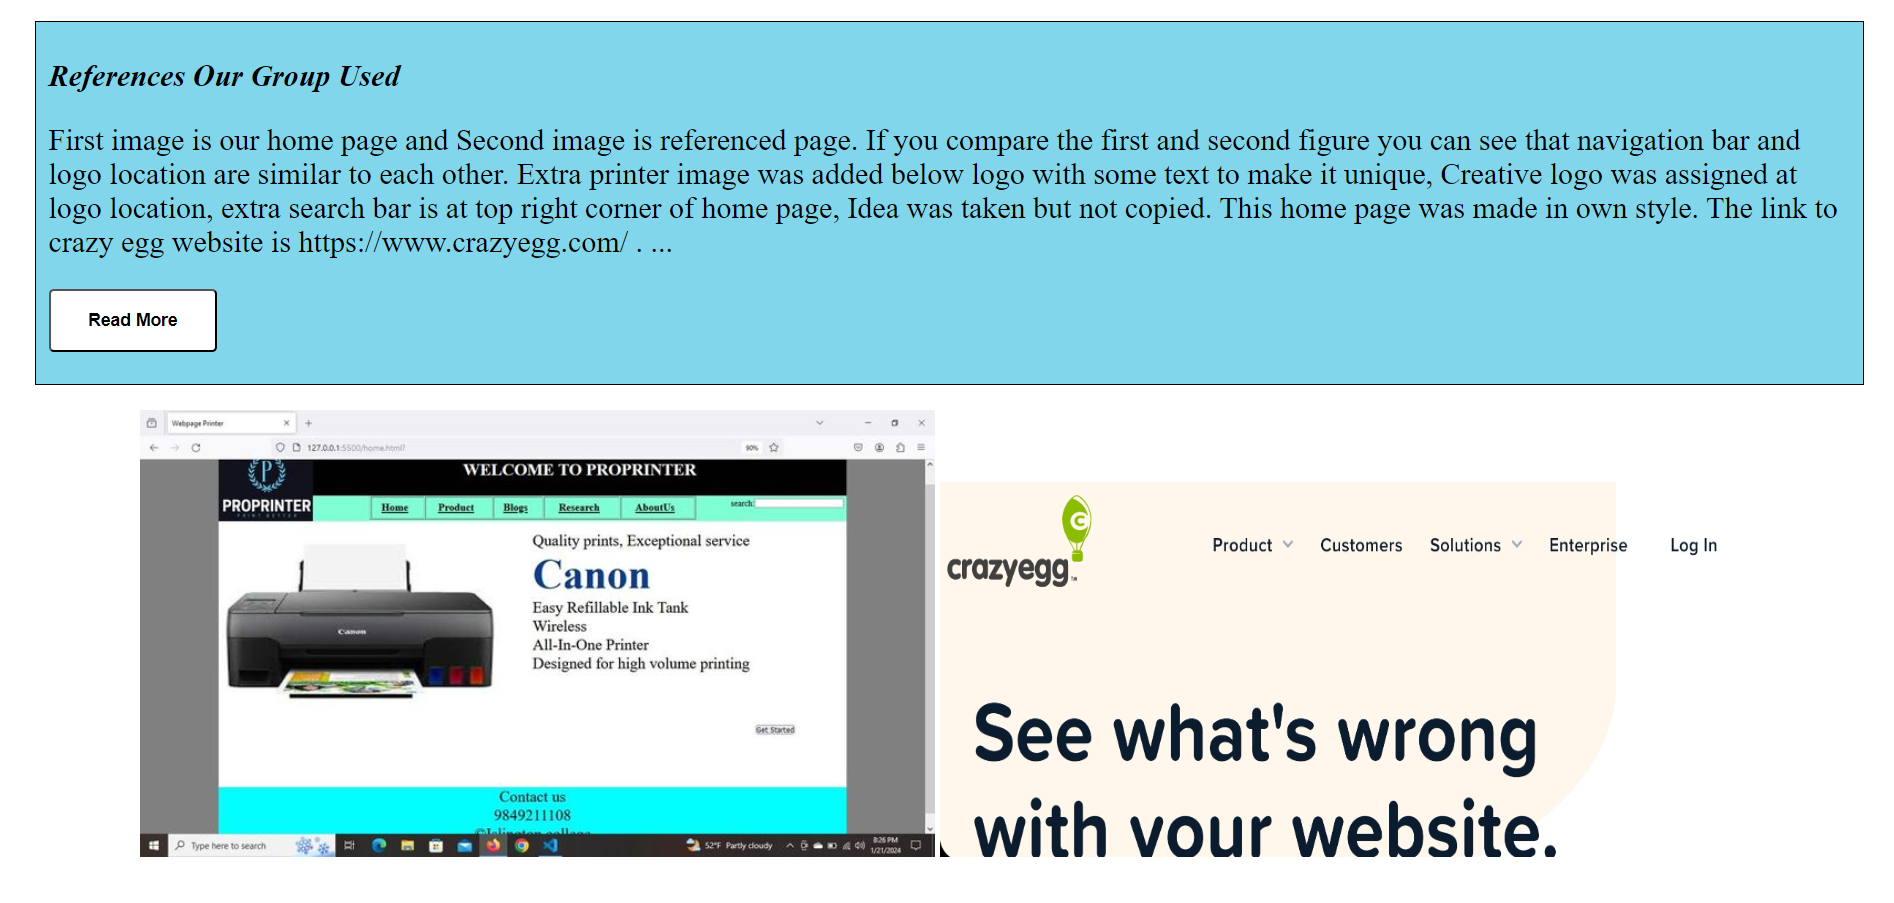 References Our Group Used
First image is our home page and Second image is referenced page. If you compare the first and second figure you can see that navigation bar and
logo location are similar to each other. Extra printer image was added below logo with some text to make it unique, Creative logo was assigned at
logo location, extra search bar is at top right corner of home page, Idea was taken but not copied. This home page was made in own style. The link to
crazy egg website is https://www.crazyegg.com/ . ...
Read More
Webpage Printer
127.0.0.1:5500/home.html?
90%
P
WELCOME TO PROPRINTER
PROPRINTER
Home Product Blogs Research AboutUs
search:
Quality prints, Exceptional service
Canon
Easy Refillable Ink Tank
Wireless
All-In-One Printer
Designed for high volume printing
Canon
Get Started
Contact us
9849211108
©Islington college
Type here to search
52°F Partly cloudy
8:26 PM
1/21/2024
crazyegg
Product Customers Solutions Enterprise Log In
See what's wrong
with your website.